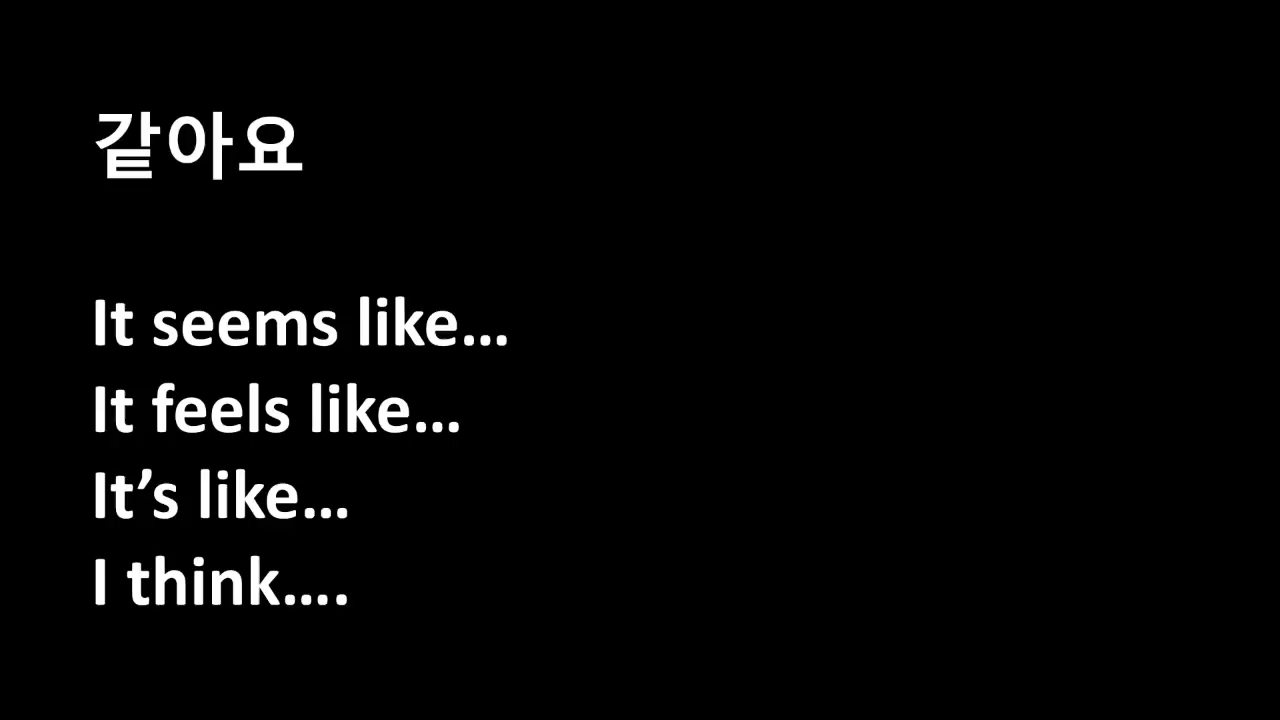 같아요
It seems like...
It feels like...
It’s like...
I think....